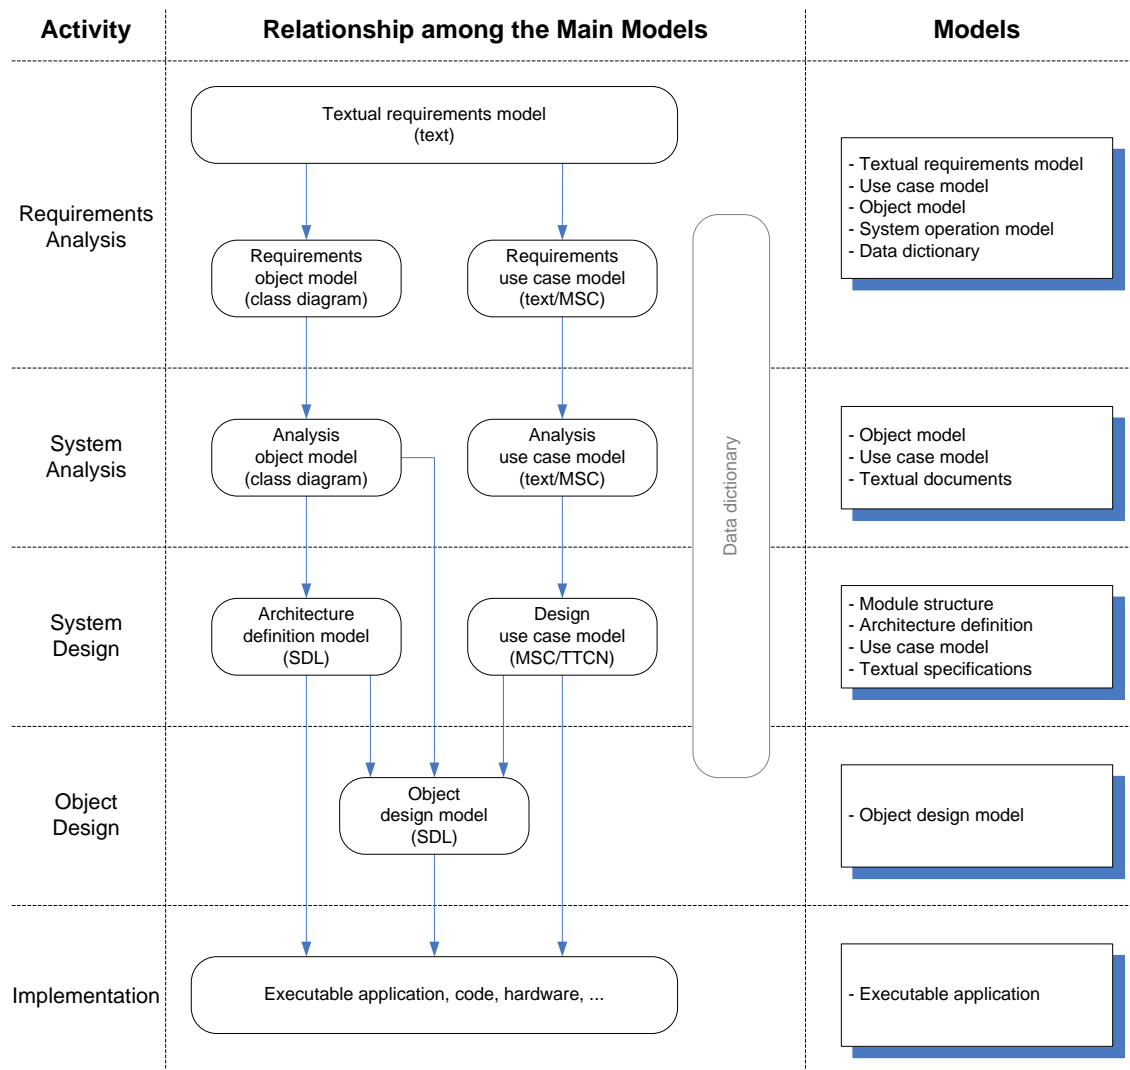 Activity
Relationship among the Main Models
Models
Requirements
Analysis
Textual requirements model
(text)
Requirements
object model
(class diagram)
Requirements
use case model
(text/MSC)
- Textual requirements model
- Use case model
- Object model
- System operation model
- Data dictionary
Data dictionary
System
Analysis
Analysis
object model
(class diagram)
Analysis
use case model
(text/MSC)
- Object model
- Use case model
- Textual documents
System
Design
Architecture
definition model
(SDL)
Design
use case model
(MSC/TTCN)
- Module structure
- Architecture definition
- Use case model
- Textual specifications
Object
Design
Object
design model
(SDL)
- Object design model
Implementation
Executable application, code, hardware, ...
- Executable application